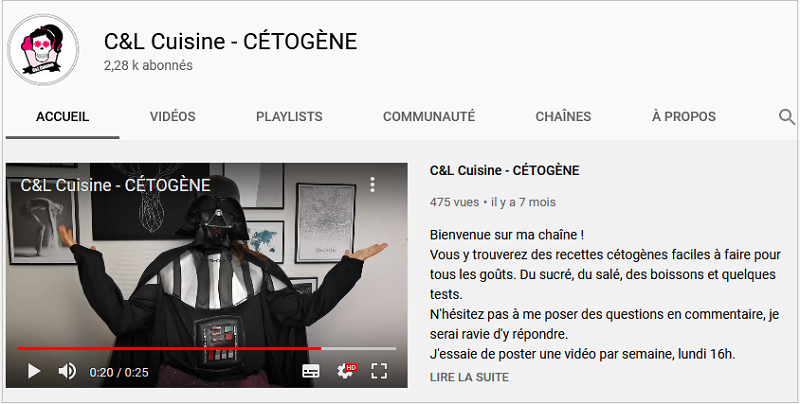 C&L Cuisine - CÉTOGÈNE
2,28 k abonnés
ACCUEIL VIDÉOS PLAYLISTS COMMUNAUTÉ CHAÎNES À PROPOS
C&L Cuisine - CÉTOGÈNE
0:20 / 0:25
HD
C&L Cuisine - CÉTOGÈNE
475 vues • il y a 7 mois
Bienvenue sur ma chaîne !
Vous y trouverez des recettes cétogènes faciles à faire pour
tous les goûts. Du sucré, du salé, des boissons et quelques
tests.
N'hésitez pas à me poser des questions en commentaire, je
serai ravie d'y répondre.
J'essaie de poster une vidéo par semaine, lundi 16h.
LIRE LA SUITE